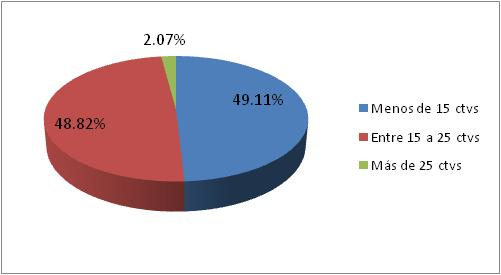 2.07%
49.11%
48.82%
Menos de 15 ctvs
Entre 15 a 25 ctvs
Más de 25 ctvs